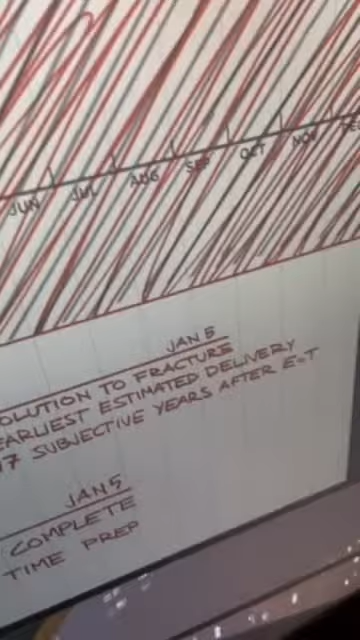 JUN JUL AUG SEP OCT NOV
JAN 5
OLUTION TO FRACTURE
EARLIEST ESTIMATED DELIVERY
17 SUBJECTIVE YEARS AFTER E=T
JAN 5
COMPLETE
TIME PREP